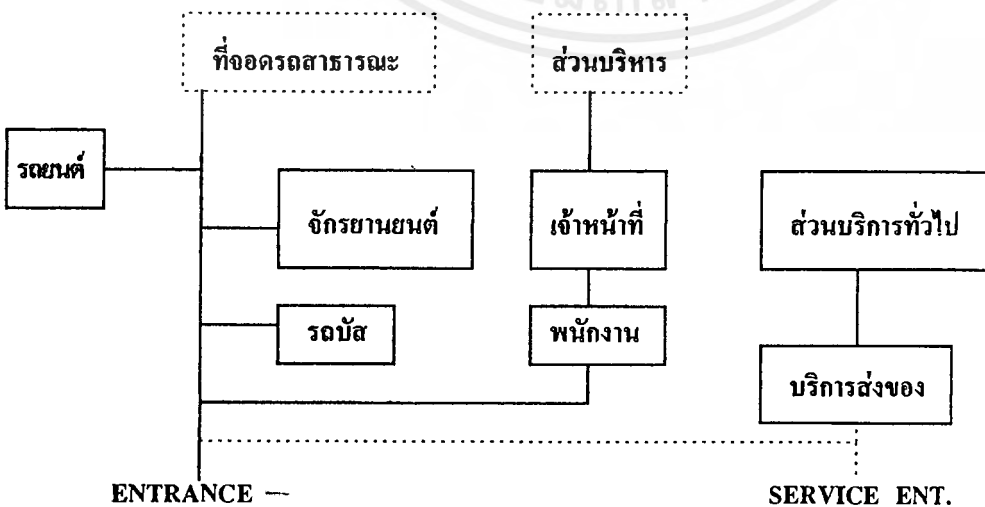 ที่จอดรถสาธารณะ
ส่วนบริหาร
รถยนต์
จักรยานยนต์
เจ้าหน้าที่
ส่วนบริการทั่วไป
รถบัส
พนักงาน
บริการส่งของ
ENTRANCE —
SERVICE ENT.